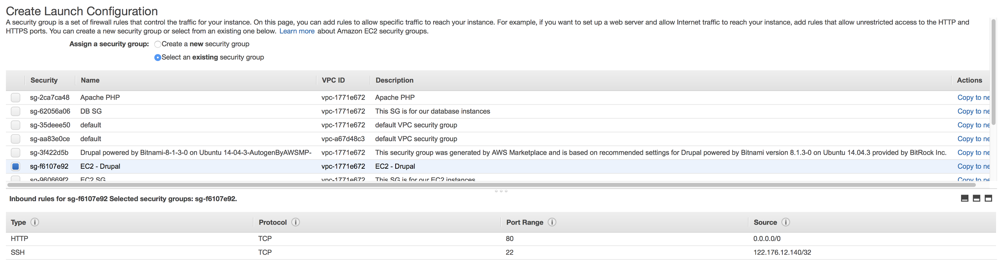 Create Launch Configuration
A security group is a set of firewall rules that control the traffic for your instance. On this page, you can add rules to allow specific traffic to reach your instance. For example, if you want to set up a web server and allow Internet traffic to reach your instance, add rules that allow unrestricted access to the HTTP and
HTTPS ports. You can create a new security group or select from an existing one below. Learn more about Amazon EC2 security groups.
Assign a security group: Create a new security group
Select an existing security group
Security Name VPC ID Description Actions
sg-2ca7ca48 Apache PHP vpc-1771e672 Apache PHP Copy to ne
sg-62056a06 DB SG vpc-1771e672 This SG is for our database instances Copy to ne
sg-35deee50 default vpc-1771e672 default VPC security group Copy to ne
sg-aa83e0ce default vpc-a67d48c3 default VPC security group Copy to ne
sg-3f422d5b Drupal powered by Bitnami-8-1-3-0 on Ubuntu 14-04-3-AutogenByAWSMP- vpc-1771e672 This security group was generated by AWS Marketplace and is based on recommended settings for Drupal powered by Bitnami version 8.1.3-0 on Ubuntu 14.04.3 provided by BitRock Inc. Copy to ne
sg-f6107e92 EC2 - Drupal vpc-1771e672 EC2 - Drupal Copy to ne
sg-960669f2 EC2 SG vpc-1771e672 This SG is for our EC2 instances Copy to ne
Inbound rules for sg-f6107e92 Selected security groups: sg-f6107e92.
Type Protocol Port Range Source
HTTP TCP 80 0.0.0.0/0
SSH TCP 22 122.176.12.140/32